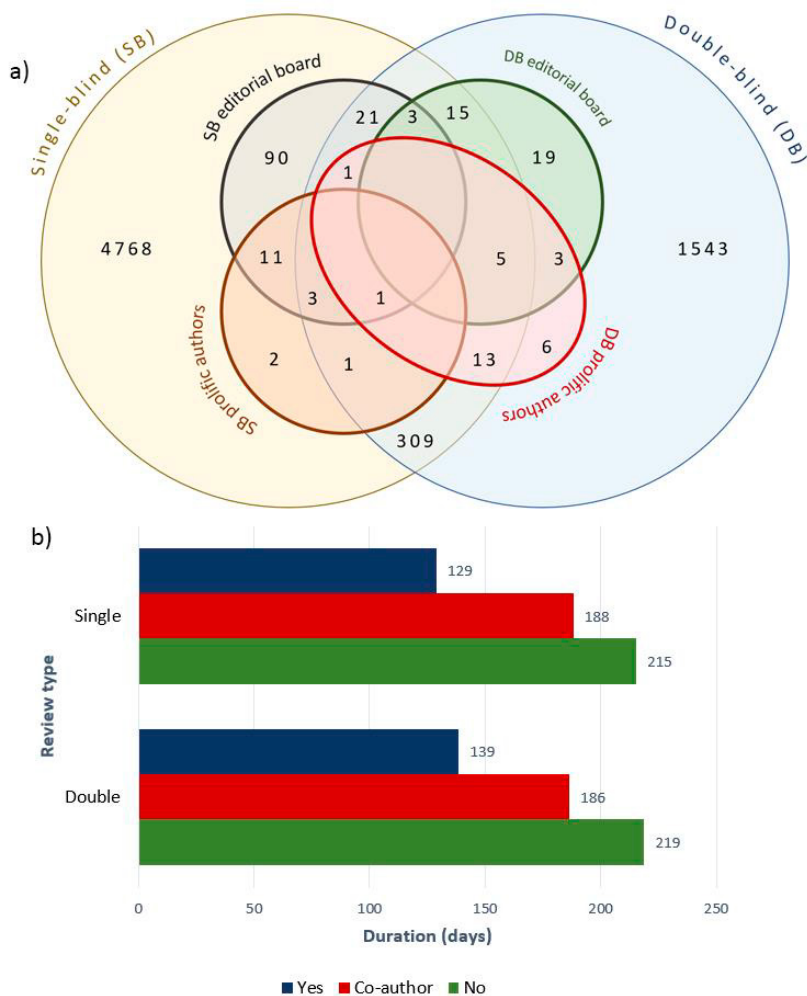 a)
Single-blind (SB)
Double-blind (DB)
SB editorial board
DB editorial board
21 3 15
90
1
19
4768
11
5
3
1543
3
1
2
1
13
6
SB prolific authors
DB prolific authors
309
b)
129
Single
188
215
Review type
139
Double
186
219
0 50 100 150 200 250
Duration (days)
Yes Co-author No